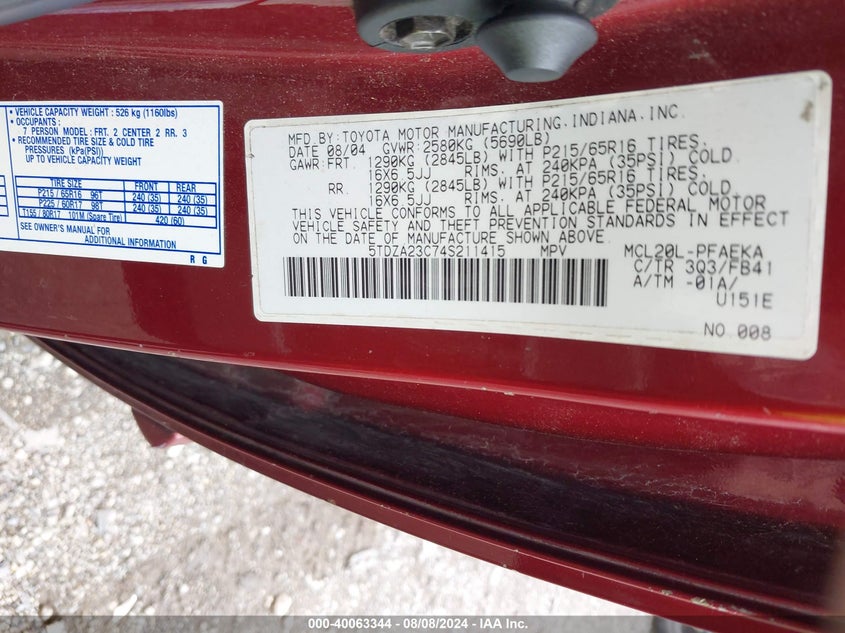 • VEHICLE CAPACITY WEIGHT : 526 kg (1160lbs)
• OCCUPANTS :
7 PERSON MODEL : FRT. 2 CENTER 2 RR. 3
• RECOMMENDED TIRE SIZE & COLD TIRE
PRESSURES (kPa(PSI))
UP TO VEHICLE CAPACITY WEIGHT
TIRE SIZE FRONT REAR
P215 / 65R16 96T 240 (35) 240 (35)
P225 / 60R17 98T 240 (35) 240 (35)
T155 / 80R17 101M (Spare Tire) 420 (60)
SEE OWNER'S MANUAL FOR
ADDITIONAL INFORMATION
R G
MFD.BY:TOYOTA MOTOR MANUFACTURING,INDIANA,INC.
DATE 08/04 GVWR: 2580KG (5690LB)
GAWR:FRT. 1290KG (2845LB) WITH P215/65R16 TIRES,
16X6.5JJ RIMS, AT 240KPA (35PSI) COLD
RR. 1290KG (2845LB) WITH P215/65R16 TIRES,
16X6.5JJ RIMS, AT 240KPA (35PSI) COLD
THIS VEHICLE CONFORMS TO ALL APPLICABLE FEDERAL MOTOR
VEHICLE SAFETY AND THEFT PREVENTION STANDARDS IN EFFECT
ON THE DATE OF MANUFACTURE SHOWN ABOVE.
5TDZA23C74S211415 MPV
MCL20L-PFAEKA
C/TR 3Q3/FB41
A/TM -01A/
U151E
NO.008
000-40063344 - 08/08/2024 - IAA Inc.